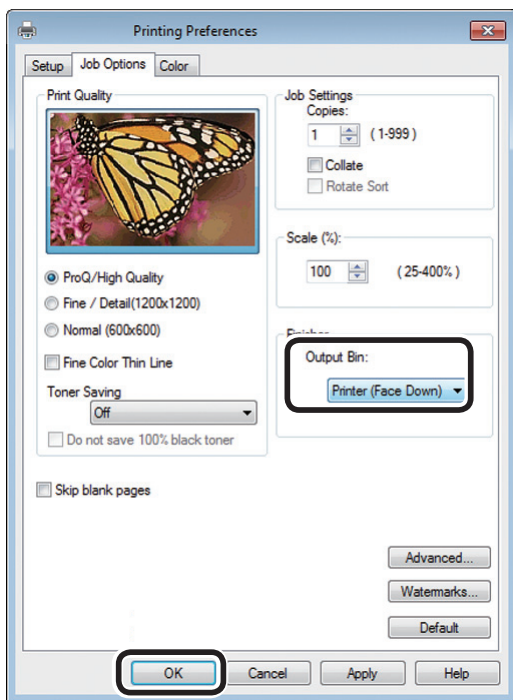 Printing Preferences
Setup Job Options Color
Print Quality
ProQ/High Quality
Fine / Detail(1200x1200)
Normal (600x600)
Fine Color Thin Line
Toner Saving
Off
Do not save 100% black toner
Skip blank pages
Job Settings
Copies:
1 (1-999)
Collate
Rotate Sort
Scale (%):
100 (25-400%)
Finisher
Output Bin:
Printer (Face Down)
Advanced...
Watermarks...
Default
OK Cancel Apply Help